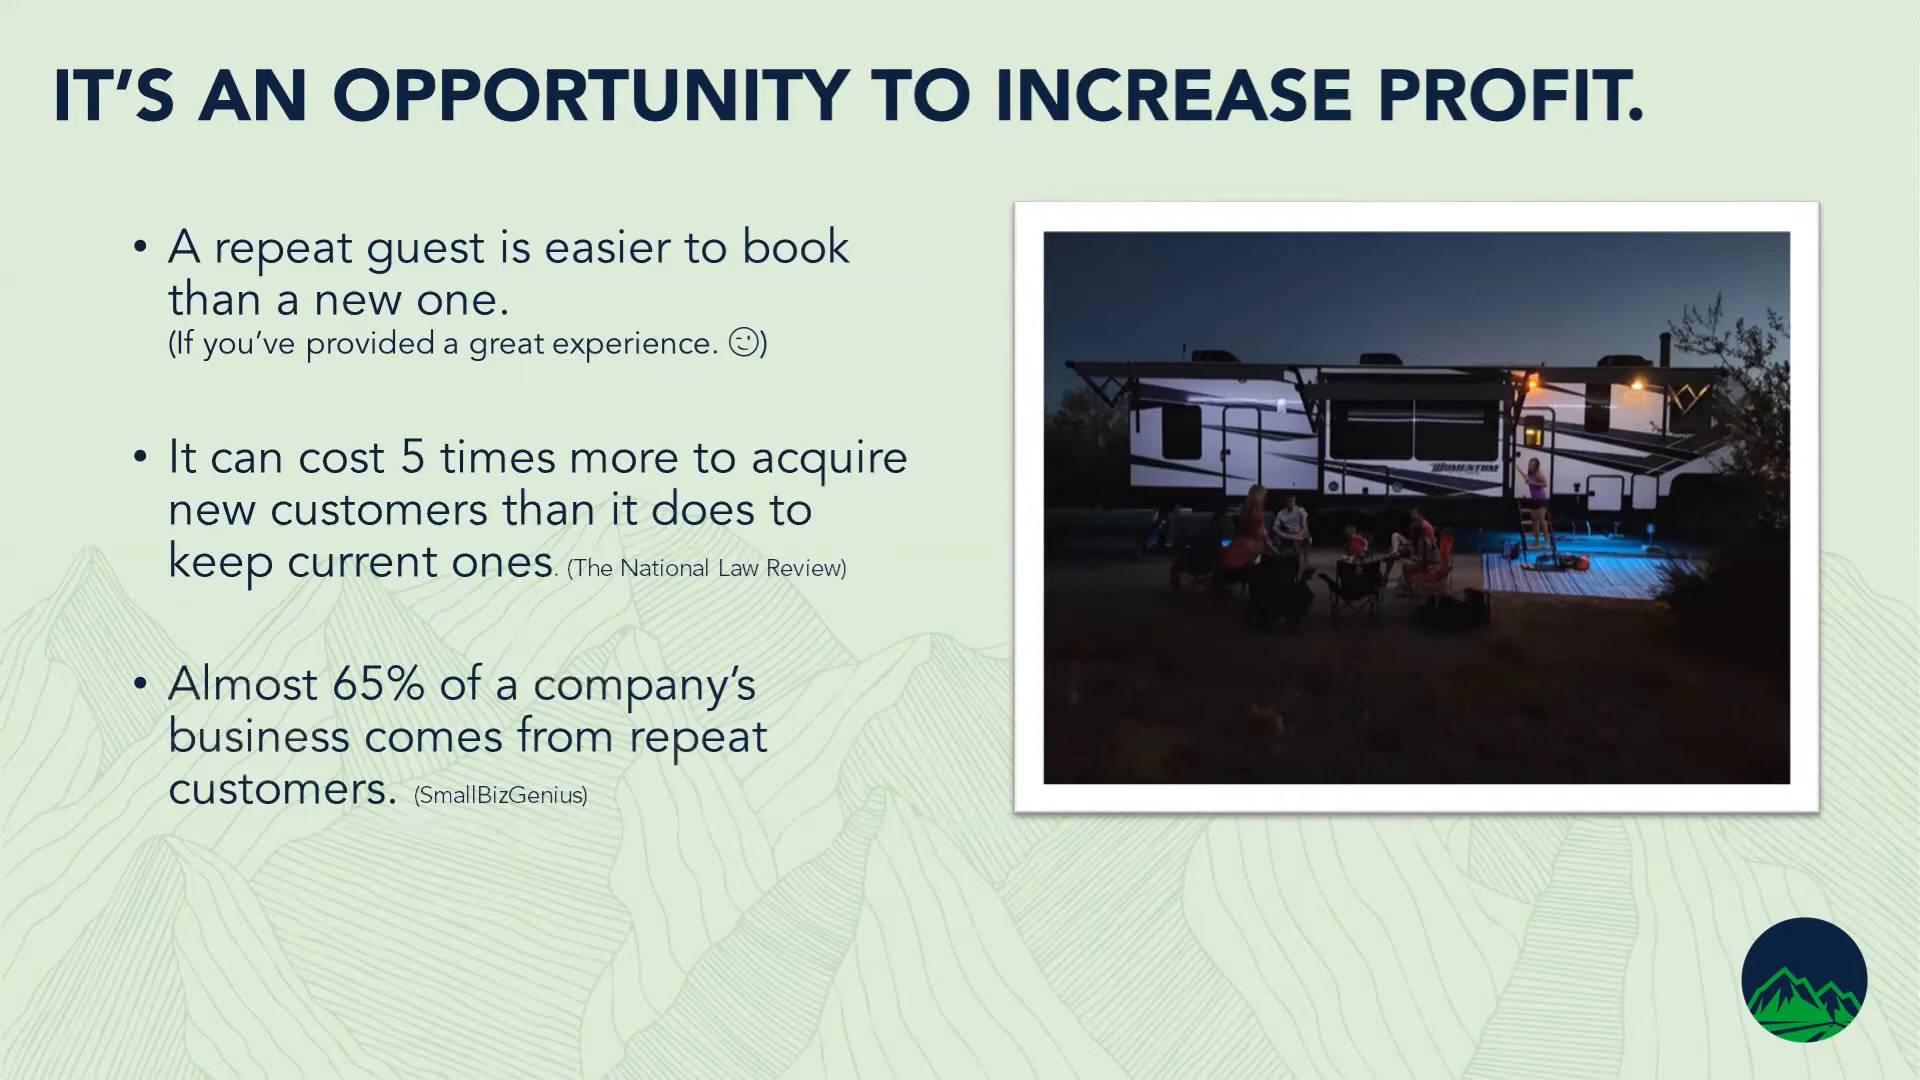 IT’S AN OPPORTUNITY TO INCREASE PROFIT.
• A repeat guest is easier to book
than a new one.
(If you’ve provided a great experience. 😉)
• It can cost 5 times more to acquire
new customers than it does to
keep current ones. (The National Law Review)
• Almost 65% of a company’s
business comes from repeat
customers. (SmallBizGenius)
MOMENTUM